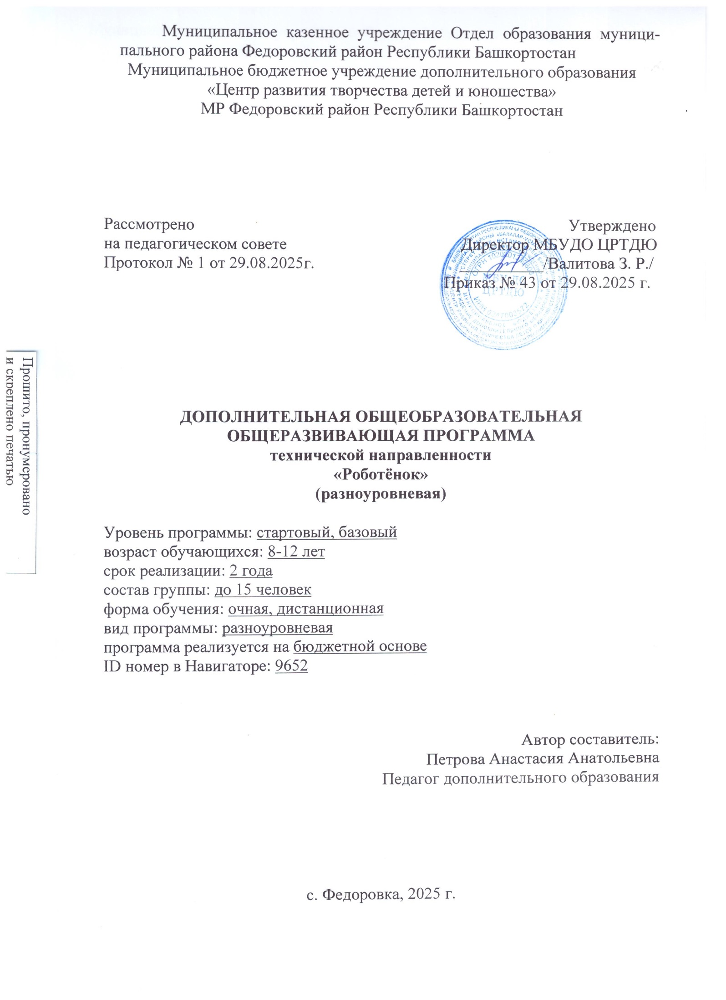 Муниципальное казенное учреждение Отдел образования муници-
пального района Федоровский район Республики Башкортостан
Муниципальное бюджетное учреждение дополнительного образования
«Центр развития творчества детей и юношества»
МР Федоровский район Республики Башкортостан
Рассмотрено
на педагогическом совете
Протокол № 1 от 29.08.2025г.
Утверждено
Директор МБУДО ЦРТДЮ
/Валитова З. Р./
Приказ № 43 от 29.08.2025 г.
МБУ ДО
ЦРТДЮ
Прошито, пронумеровано
и скреплено печатью
ДОПОЛНИТЕЛЬНАЯ ОБЩЕОБРАЗОВАТЕЛЬНАЯ
ОБЩЕРАЗВИВАЮЩАЯ ПРОГРАММА
технической направленности
«Роботёнок»
(разноуровневая)
Уровень программы: стартовый, базовый
возраст обучающихся: 8-12 лет
срок реализации: 2 года
состав группы: до 15 человек
форма обучения: очная, дистанционная
вид программы: разноуровневая
программа реализуется на бюджетной основе
ID номер в Навигаторе: 9652
Автор составитель:
Петрова Анастасия Анатольевна
Педагог дополнительного образования
с. Федоровка, 2025 г.